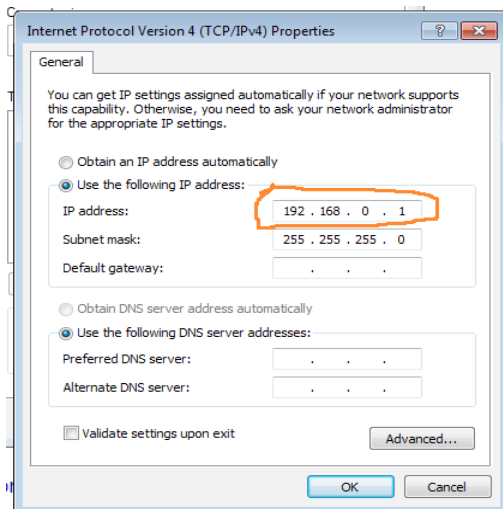 Internet Protocol Version 4 (TCP/IPv4) Properties
General
You can get IP settings assigned automatically if your network supports
this capability. Otherwise, you need to ask your network administrator
for the appropriate IP settings.
Obtain an IP address automatically
Use the following IP address:
IP address: 192 . 168 . 0 . 1
Subnet mask: 255 . 255 . 255 . 0
Default gateway: . . .
Obtain DNS server address automatically
Use the following DNS server addresses:
Preferred DNS server: . . .
Alternate DNS server: . . .
Validate settings upon exit
Advanced...
OK Cancel